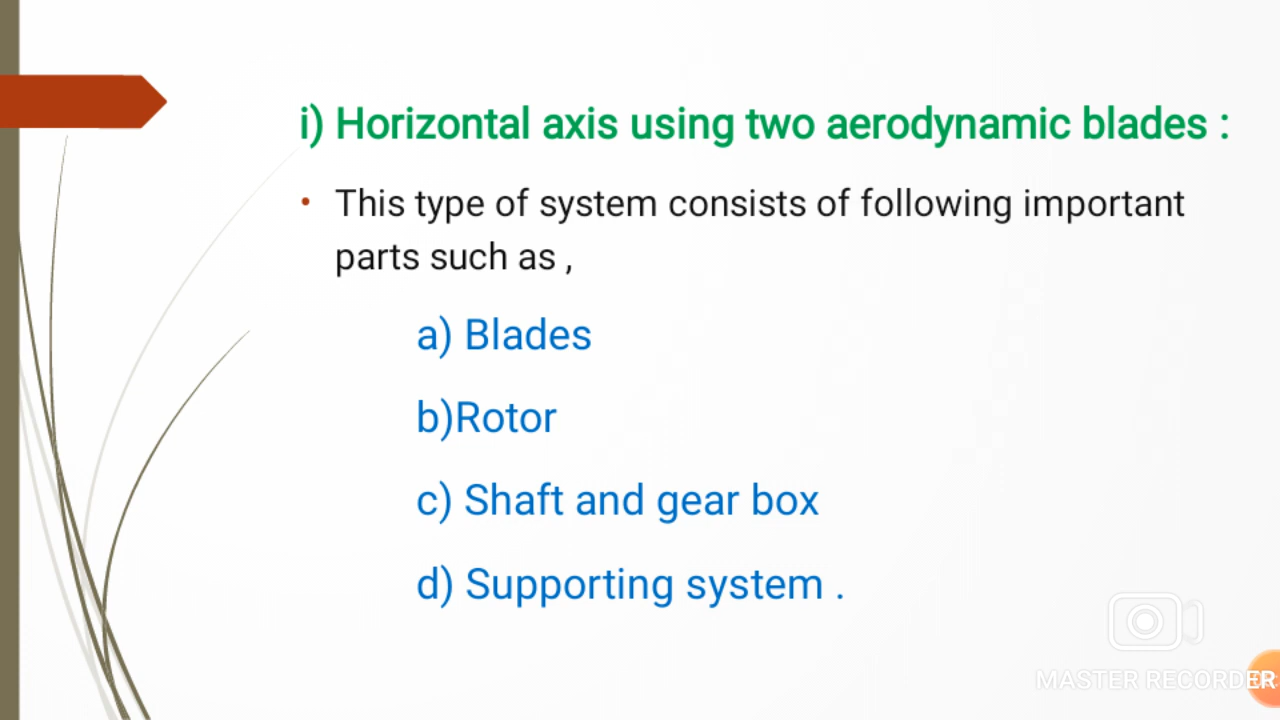 i) Horizontal axis using two aerodynamic blades :
• This type of system consists of following important
parts such as ,
a) Blades
b)Rotor
c) Shaft and gear box
d) Supporting system .
MASTER RECORDER